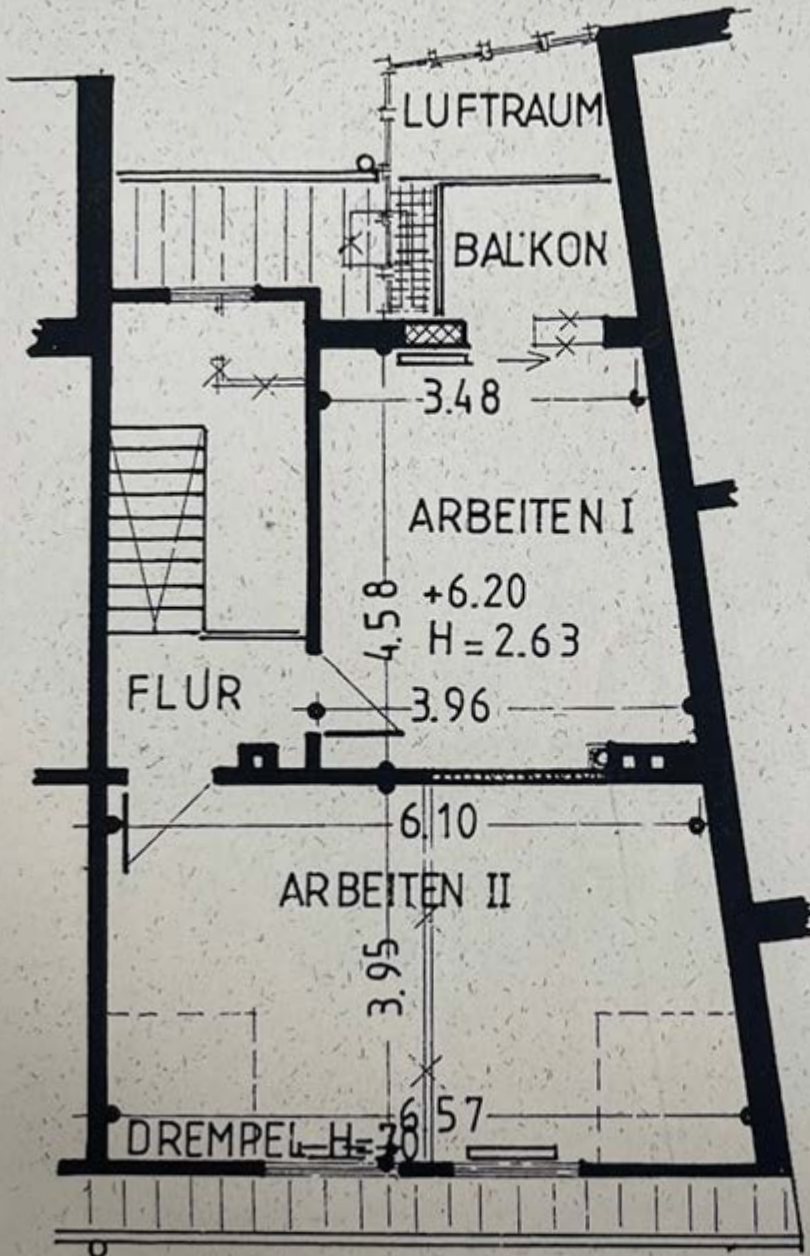 LUFTRAUM
BALKON
3.48
ARBEITEN I
+6.20
4.58
H=2.63
FLUR
3.96
6.10
ARBEITEN II
3.95
6.57
DREMPEL H=70